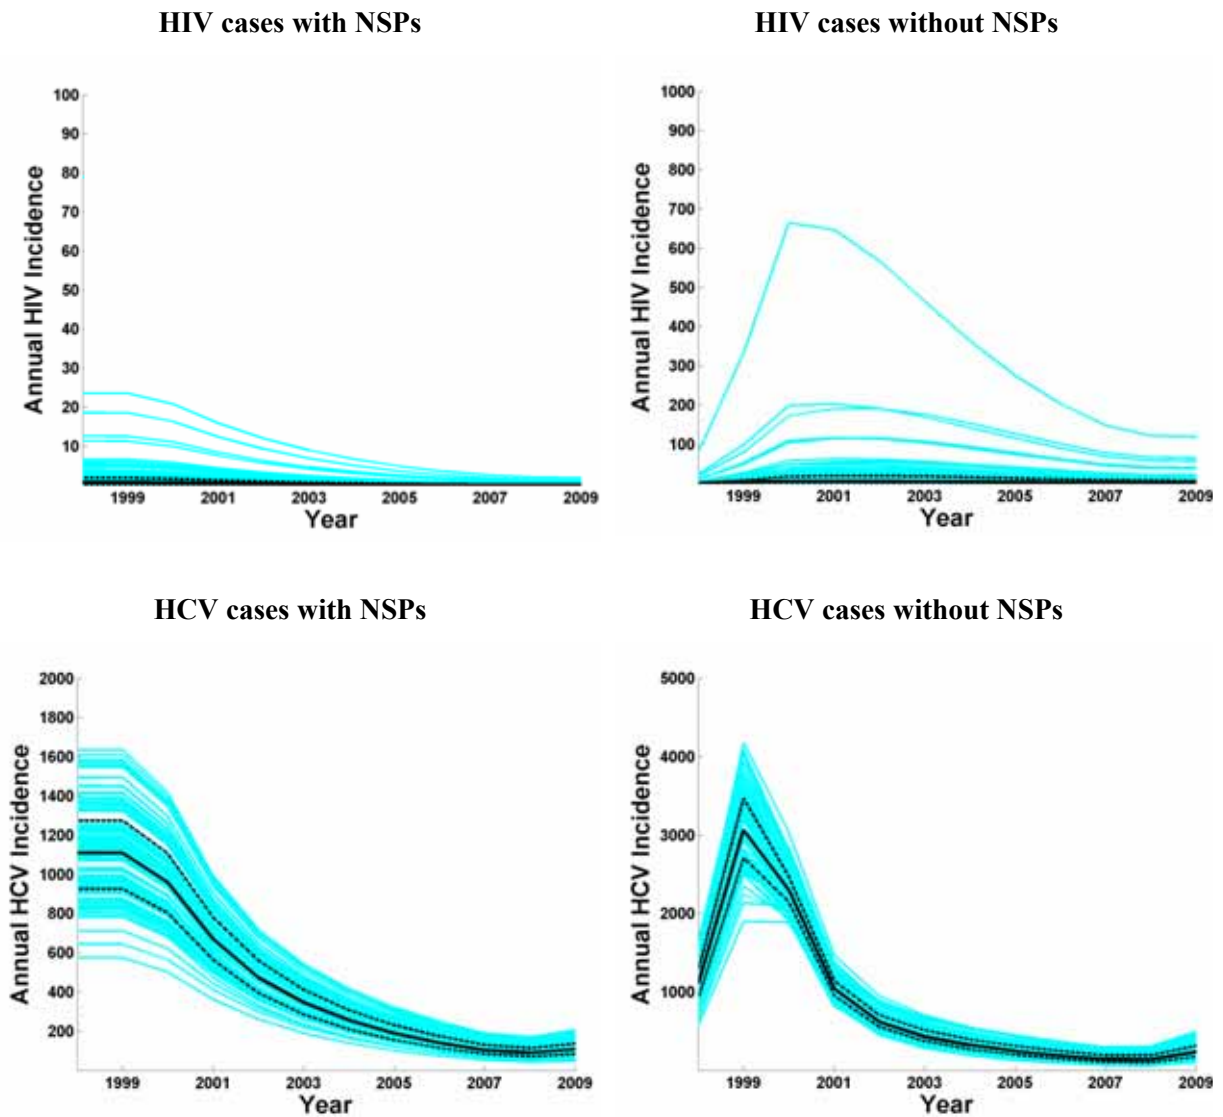 HIV cases with NSPs
HIV cases without NSPs
100
90
80
70
60
50
40
30
20
10
Annual HIV Incidence
1999 2001 2003 2005 2007 2009
Year
1000
900
800
700
600
500
400
300
200
100
Annual HIV Incidence
1999 2001 2003 2005 2007 2009
Year
HCV cases with NSPs
HCV cases without NSPs
2000
1800
1600
1400
1200
1000
800
600
400
200
Annual HCV Incidence
1999 2001 2003 2005 2007 2009
Year
5000
4000
3000
2000
1000
Annual HCV Incidence
1999 2001 2003 2005 2007 2009
Year